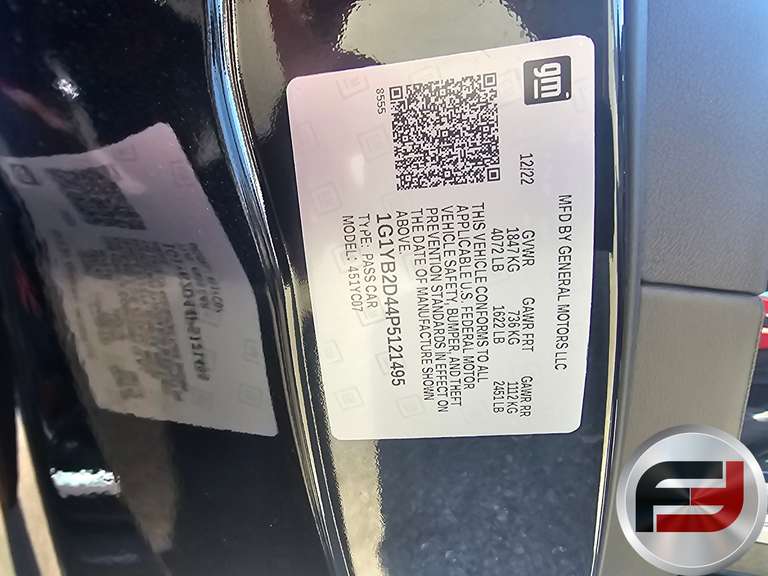 gm
MFD BY GENERAL MOTORS LLC
12/22 GVWR GAWR FRT GAWR RR
1847 KG 736 KG 1112 KG
4072 LB 1622 LB 2451 LB
THIS VEHICLE CONFORMS TO ALL
APPLICABLE U.S. FEDERAL MOTOR
VEHICLE SAFETY, BUMPER, AND THEFT
PREVENTION STANDARDS IN EFFECT ON
THE DATE OF MANUFACTURE SHOWN
ABOVE.
1G1YB2D44P5121495
TYPE: PASS CAR
MODEL: 451YC07
8555